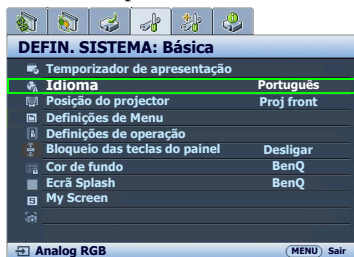 DEFIN. SISTEMA: Básica
Temporizador de apresentação
Idioma Português
Posição do projector Proj front
Definições de Menu
Definições de operação
Bloqueio das teclas do painel Desligar
Cor de fundo BenQ
Ecrã Splash BenQ
My Screen
Analog RGB MENU Sair